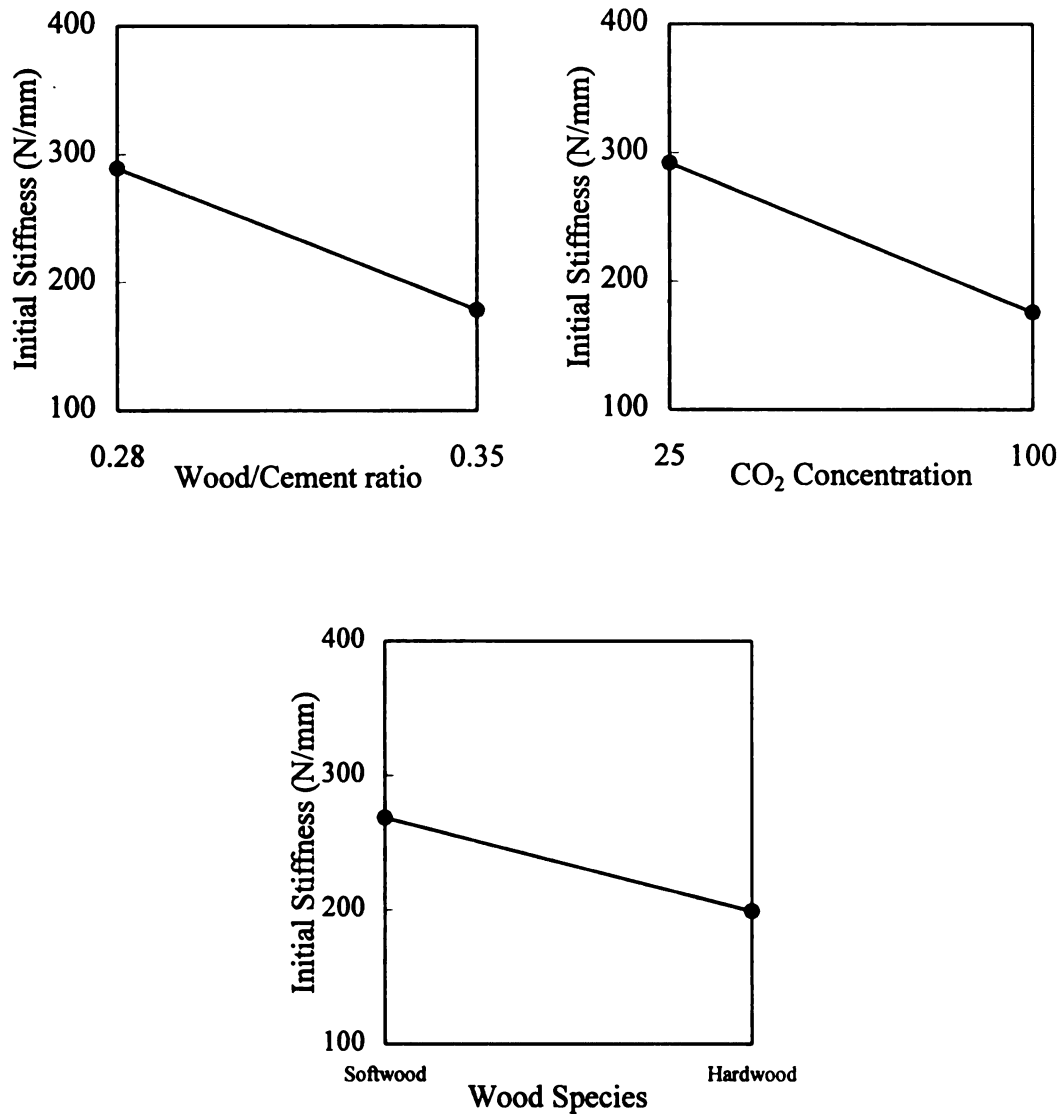 400
300
200
100
Initial Stiffness (N/mm)
0.28
0.35
Wood/Cement ratio
400
300
200
100
Initial Stiffness (N/mm)
25
100
CO₂ Concentration
400
300
200
100
Initial Stiffness (N/mm)
Softwood
Hardwood
Wood Species